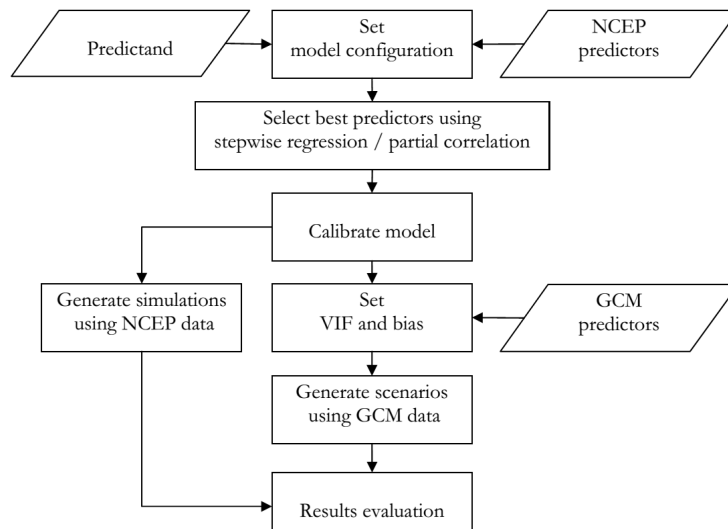 Predictand
Set
model configuration
NCEP
predictors
Select best predictors using
stepwise regression / partial correlation
Calibrate model
Generate simulations
using NCEP data
Set
VIF and bias
GCM
predictors
Generate scenarios
using GCM data
Results evaluation